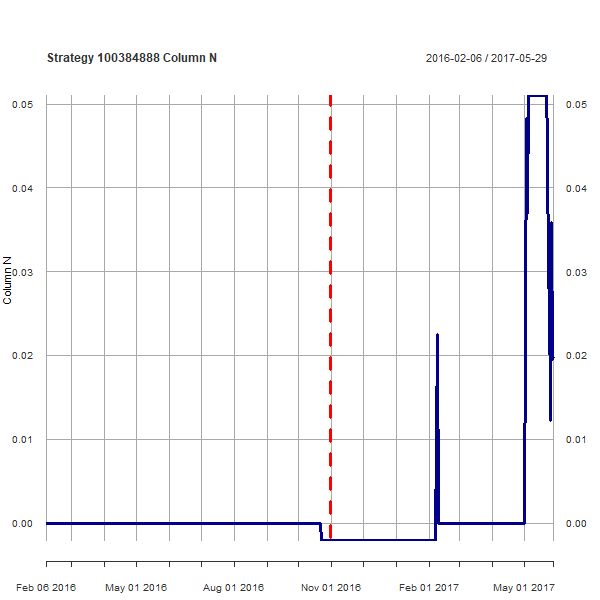 Strategy 100384888 Column N
2016-02-06 / 2017-05-29
0.05
0.05
0.04
0.04
0.03
0.03
Column N
0.02
0.02
0.01
0.01
0.00
0.00
Feb 06 2016
May 01 2016
Aug 01 2016
Nov 01 2016
Feb 01 2017
May 01 2017